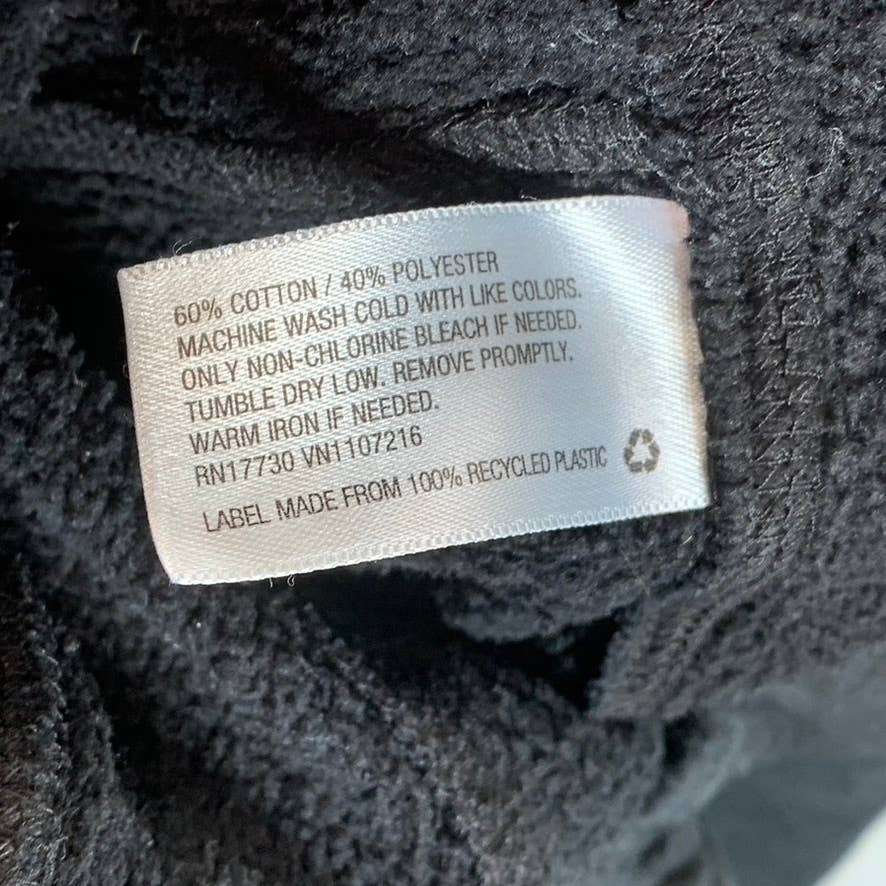 60% COTTON / 40% POLYESTER
MACHINE WASH COLD WITH LIKE COLORS.
ONLY NON-CHLORINE BLEACH IF NEEDED.
TUMBLE DRY LOW. REMOVE PROMPTLY.
WARM IRON IF NEEDED.
RN17730 VN1107216
LABEL MADE FROM 100% RECYCLED PLASTIC